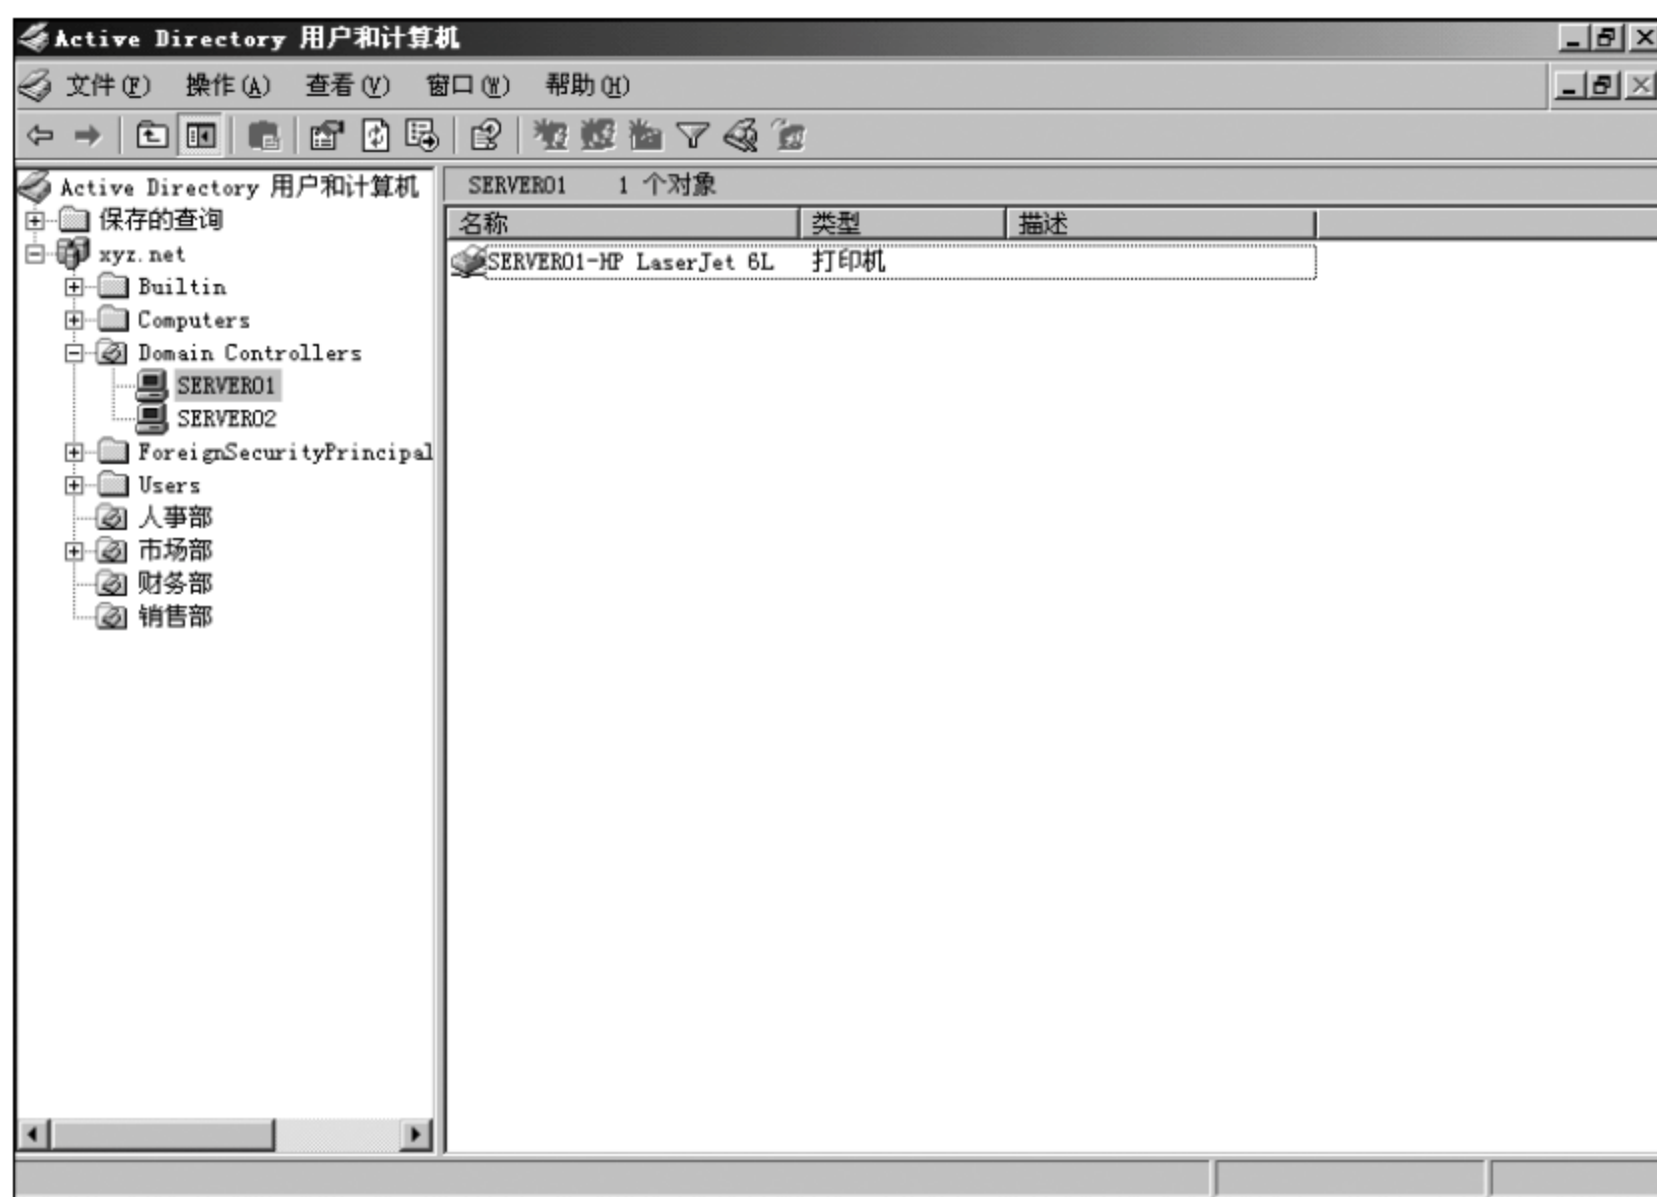 Active Directory 用户和计算机
文件(F) 操作(A) 查看(V) 窗口(W) 帮助(H)
Active Directory 用户和计算机
保存的查询
xyz.net
Builtin
Computers
Domain Controllers
SERVER01
SERVER02
ForeignSecurityPrincipal
Users
人事部
市场部
财务部
销售部
SERVER01 1 个对象
名称 类型 描述
SERVER01-HP LaserJet 6L 打印机